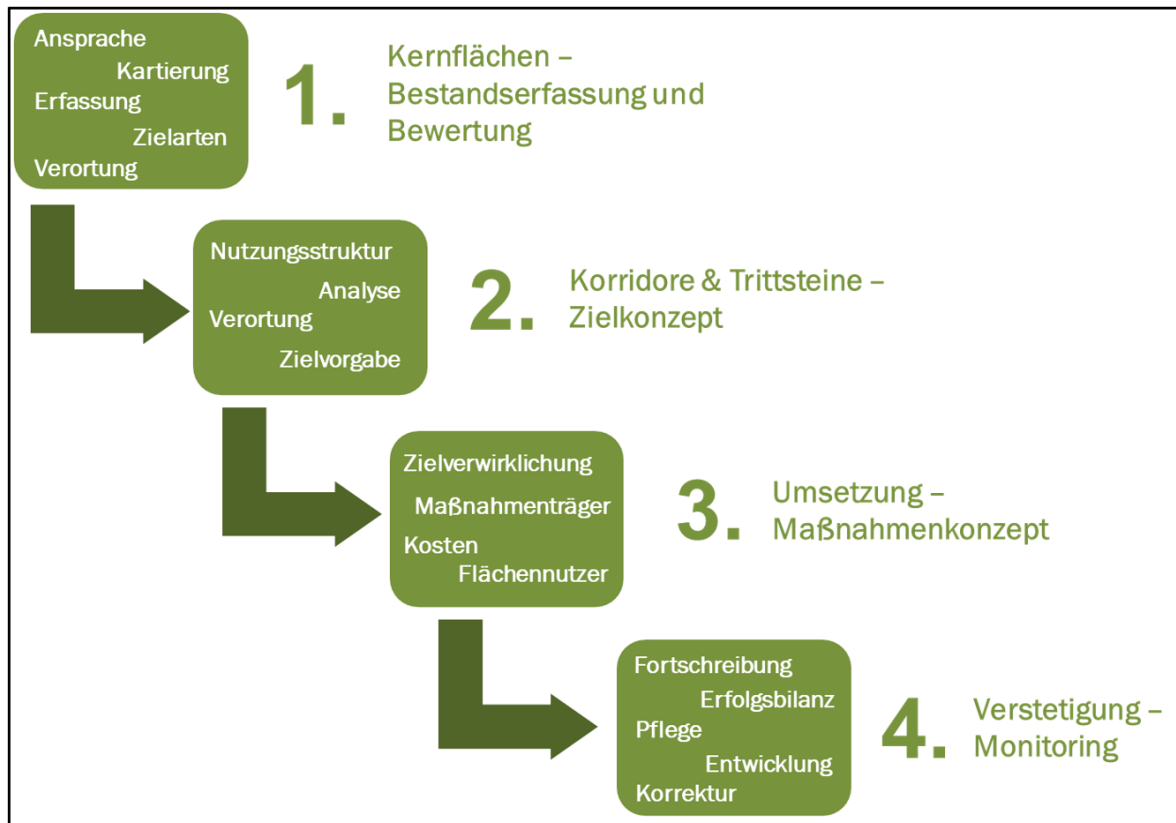 Ansprache
Kartierung
Erfassung
Zielarten
Verortung
1.
Kernflächen –
Bestandserfassung und
Bewertung
Nutzungsstruktur
Analyse
Verortung
Zielvorgabe
2.
Korridore & Trittsteine –
Zielkonzept
Zielverwirklichung
Maßnahmenträger
Kosten
Flächennutzer
3.
Umsetzung –
Maßnahmenkonzept
Fortschreibung
Erfolgsbilanz
Pflege
Entwicklung
Korrektur
4.
Verstetigung –
Monitoring